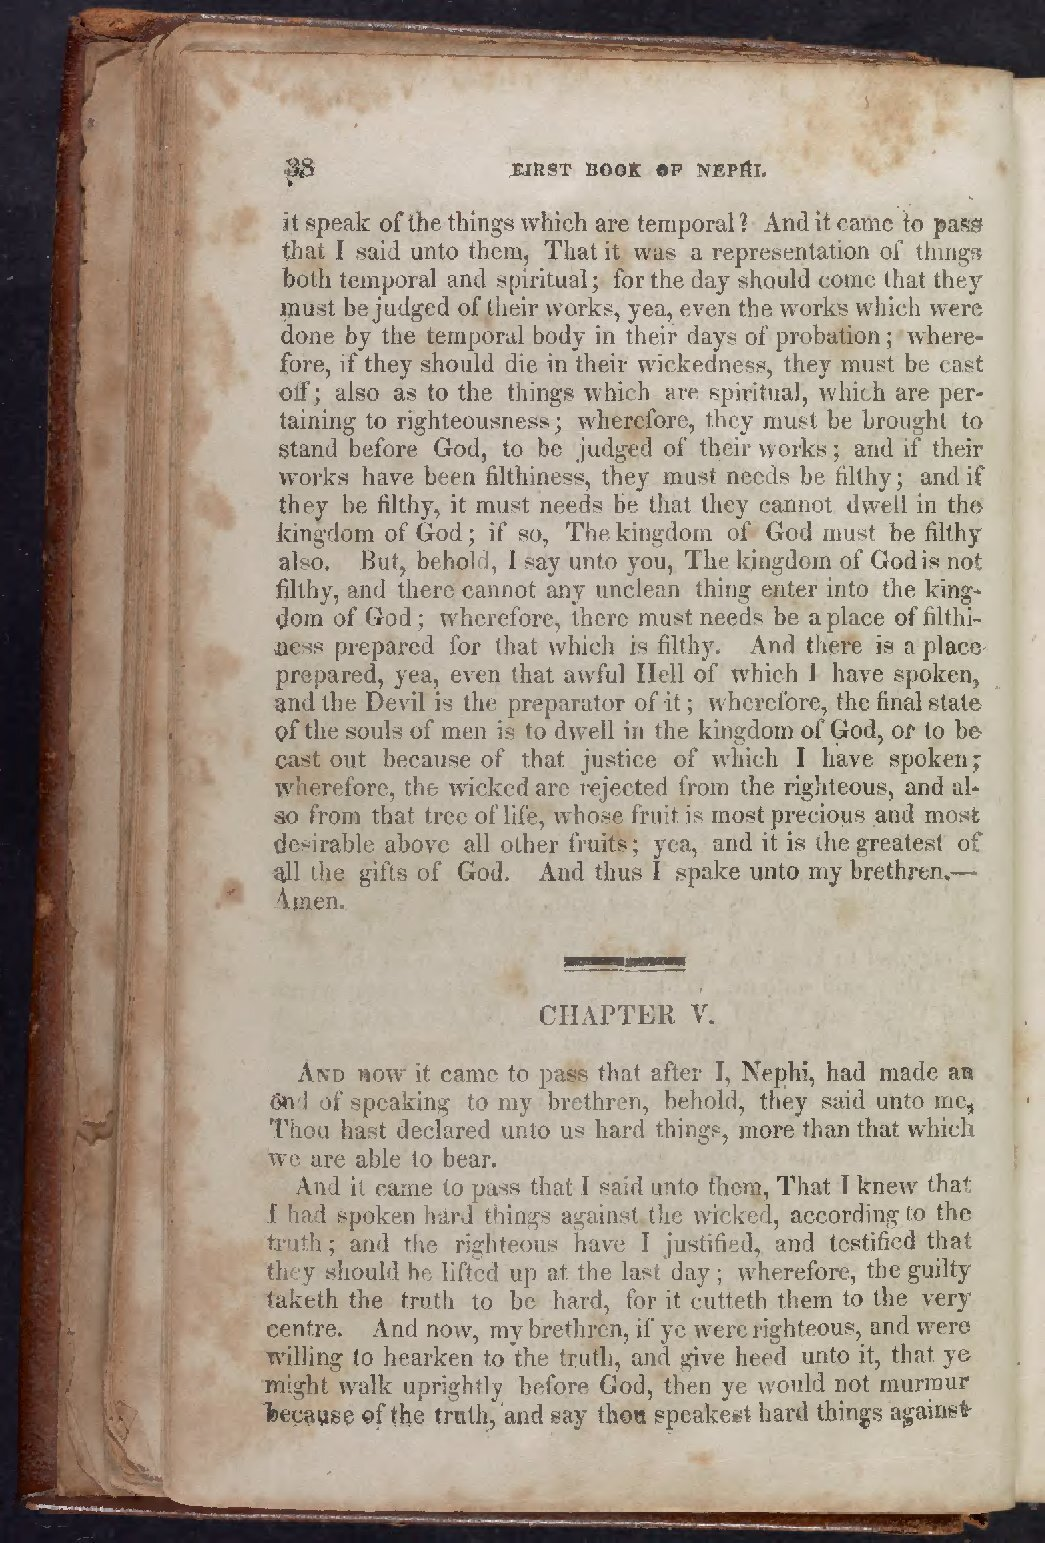 38 FIRST BOOK OF NEPHI.
it speak of the things which are temporal? And it came to pass
that I said unto them, That it was a representation of things
both temporal and spiritual; for the day should come that they
must be judged of their works, yea, even the works which were
done by the temporal body in their days of probation; where-
fore, if they should die in their wickedness, they must be cast
off; also as to the things which are spiritual, which are per-
taining to righteousness; wherefore, they must be brought to
stand before God, to be judged of their works; and if their
works have been filthiness, they must needs be filthy; and if
they be filthy, it must needs be that they cannot dwell in the
kingdom of God; if so, The kingdom of God must be filthy
also. But, behold, I say unto you, The kingdom of God is not
filthy, and there cannot any unclean thing enter into the king-
dom of God; wherefore, there must needs be a place of filthi-
ness prepared for that which is filthy. And there is a place
prepared, yea, even that awful Hell of which I have spoken,
and the Devil is the preparator of it; wherefore, the final state
of the souls of men is to dwell in the kingdom of God, or to be
cast out because of that justice of which I have spoken;
wherefore, the wicked are rejected from the righteous, and al-
so from that tree of life, whose fruit is most precious and most
desirable above all other fruits; yea, and it is the greatest of
all the gifts of God. And thus I spake unto my brethren.—
Amen.
CHAPTER V.
AND NOW it came to pass that after I, Nephi, had made an
end of speaking to my brethren, behold, they said unto me,
Thou hast declared unto us hard things, more than that which
we are able to bear.
And it came to pass that I said unto them, That I knew that
I had spoken hard things against the wicked, according to the
truth; and the righteous have I justified, and testified that
they should be lifted up at the last day; wherefore, the guilty
taketh the truth to be hard, for it cutteth them to the very
centre. And now, my brethren, if ye were righteous, and were
willing to hearken to the truth, and give heed unto it, that ye
might walk uprightly before God, then ye would not murmur
because of the truth, and say thou speakest hard things against